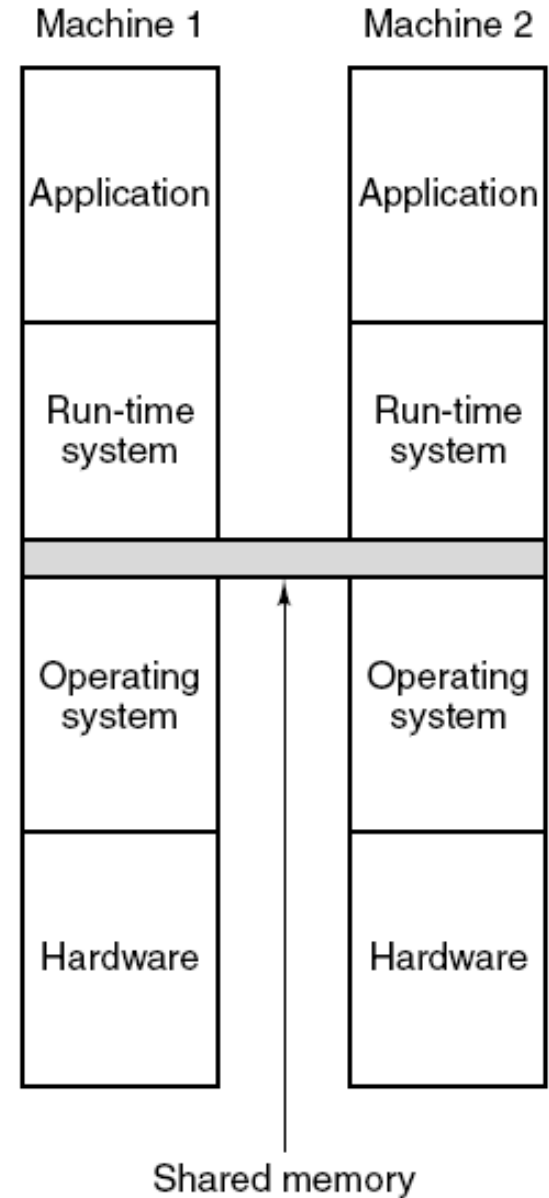 Machine 1
Machine 2
Application
Application
Run-time
system
Run-time
system
Operating
system
Operating
system
Hardware
Hardware
Shared memory